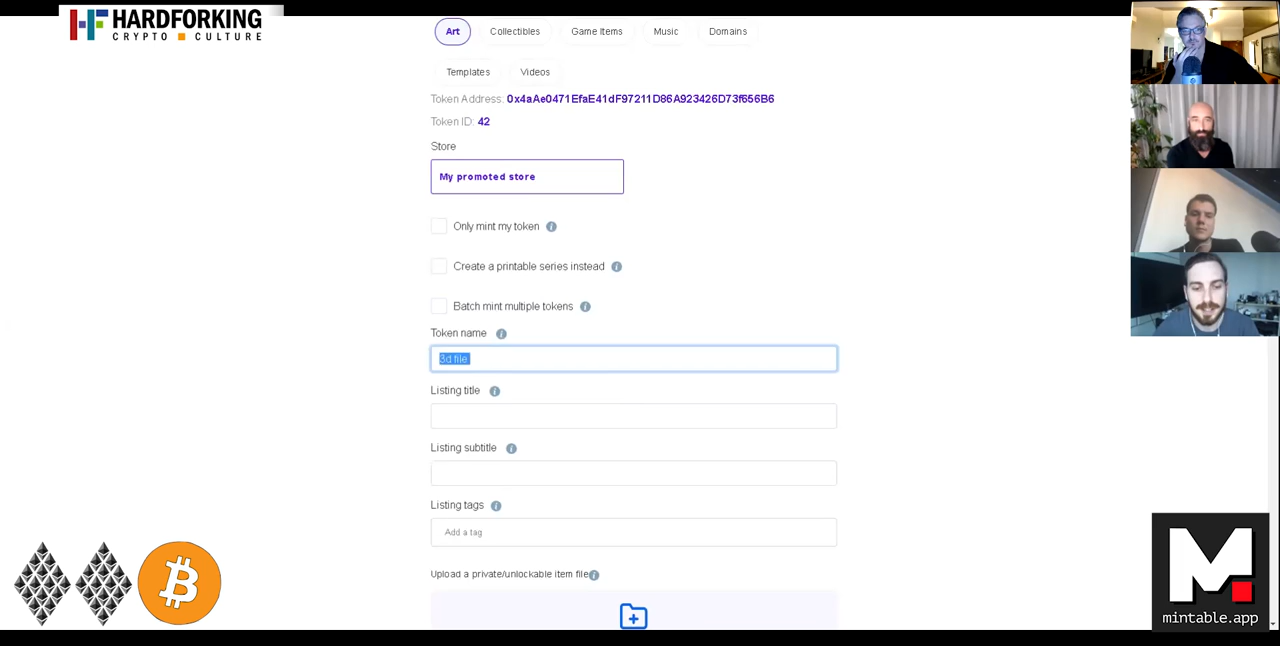 HARDFORKING
CRYPTO CULTURE
Art Collectibles Game Items Music Domains
Templates Videos
Token Address: 0x4aAe0471EfaE41dF97211D86A923426D73f656B6
Token ID: 42
Store
My promoted store
Only mint my token
Create a printable series instead
Batch mint multiple tokens
Token name
3d file
Listing title
Listing subtitle
Listing tags
Add a tag
Upload a private/unlockable item file
mintable.app